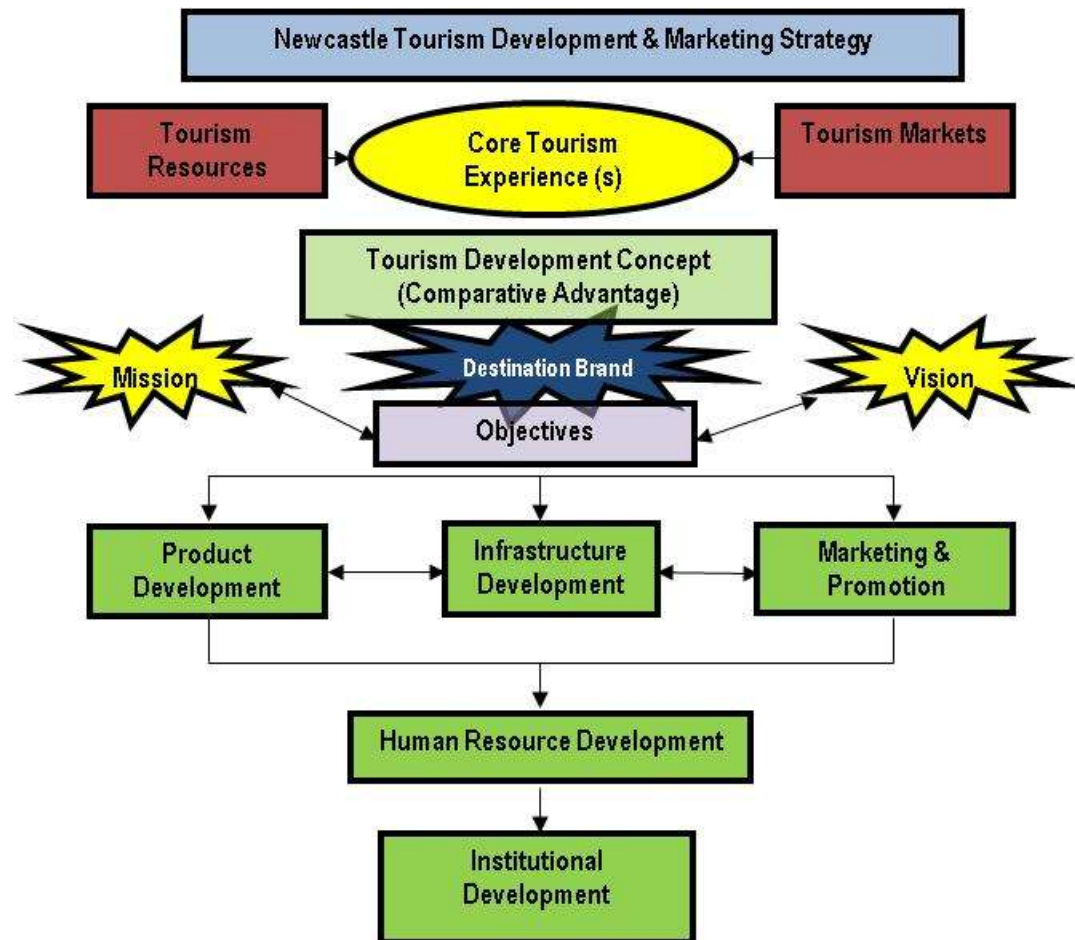 Newcastle Tourism Development & Marketing Strategy
Tourism
Resources
Core Tourism
Experience (s)
Tourism Markets
Tourism Development Concept
(Comparative Advantage)
Mission
Destination Brand
Vision
Objectives
Product
Development
Infrastructure
Development
Marketing &
Promotion
Human Resource Development
Institutional
Development